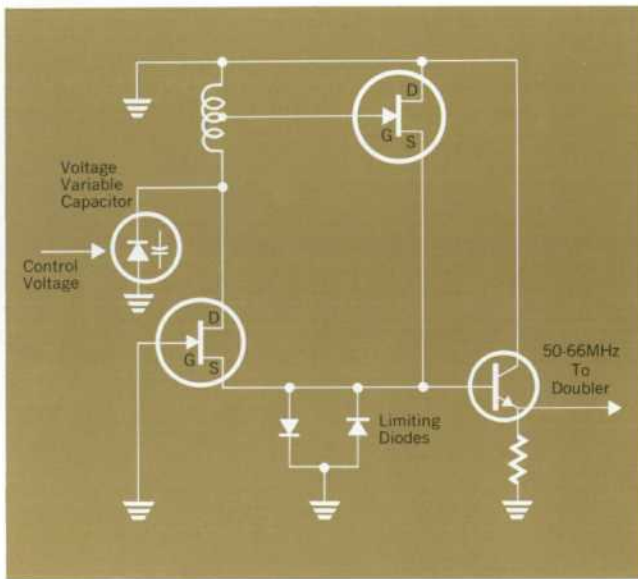 D
G
S
Voltage
Variable
Capacitor
Control
Voltage
D
G
S
50-66MHz
To
Doubler
Limiting
Diodes